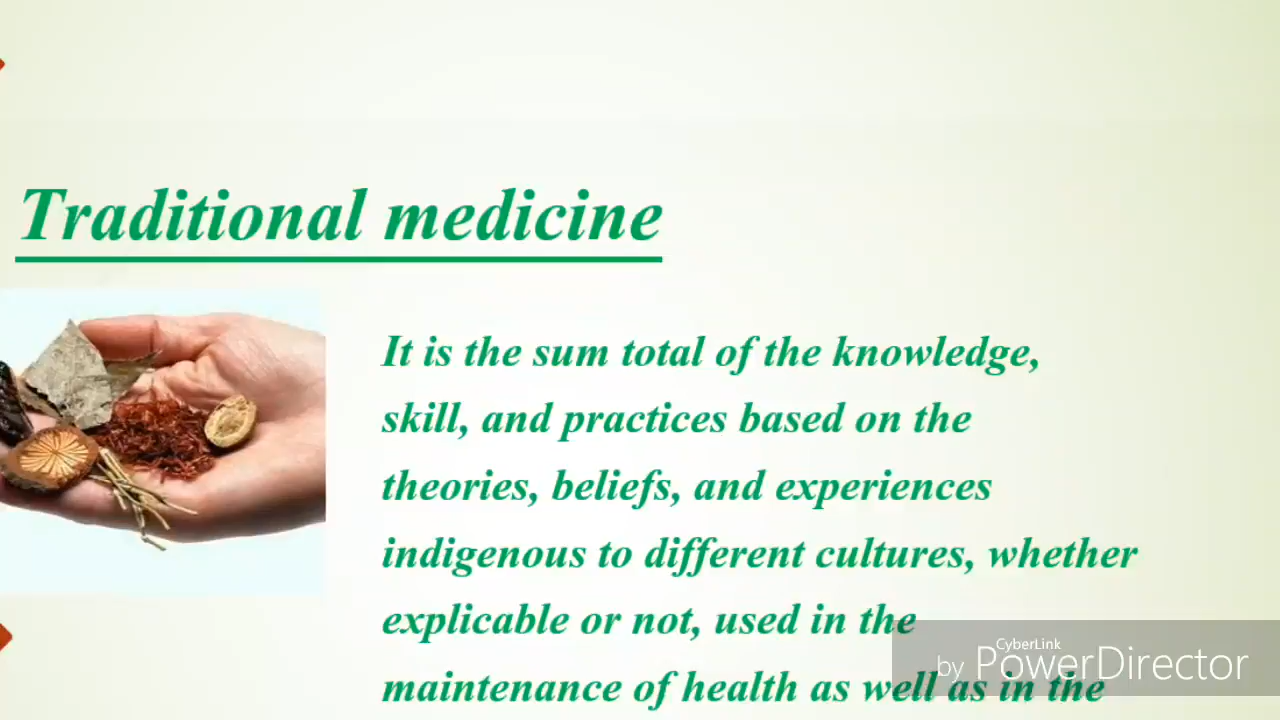 Traditional medicine
It is the sum total of the knowledge,
skill, and practices based on the
theories, beliefs, and experiences
indigenous to different cultures, whether
explicable or not, used in the
maintenance of health as well as in the
CyberLink
by PowerDirector